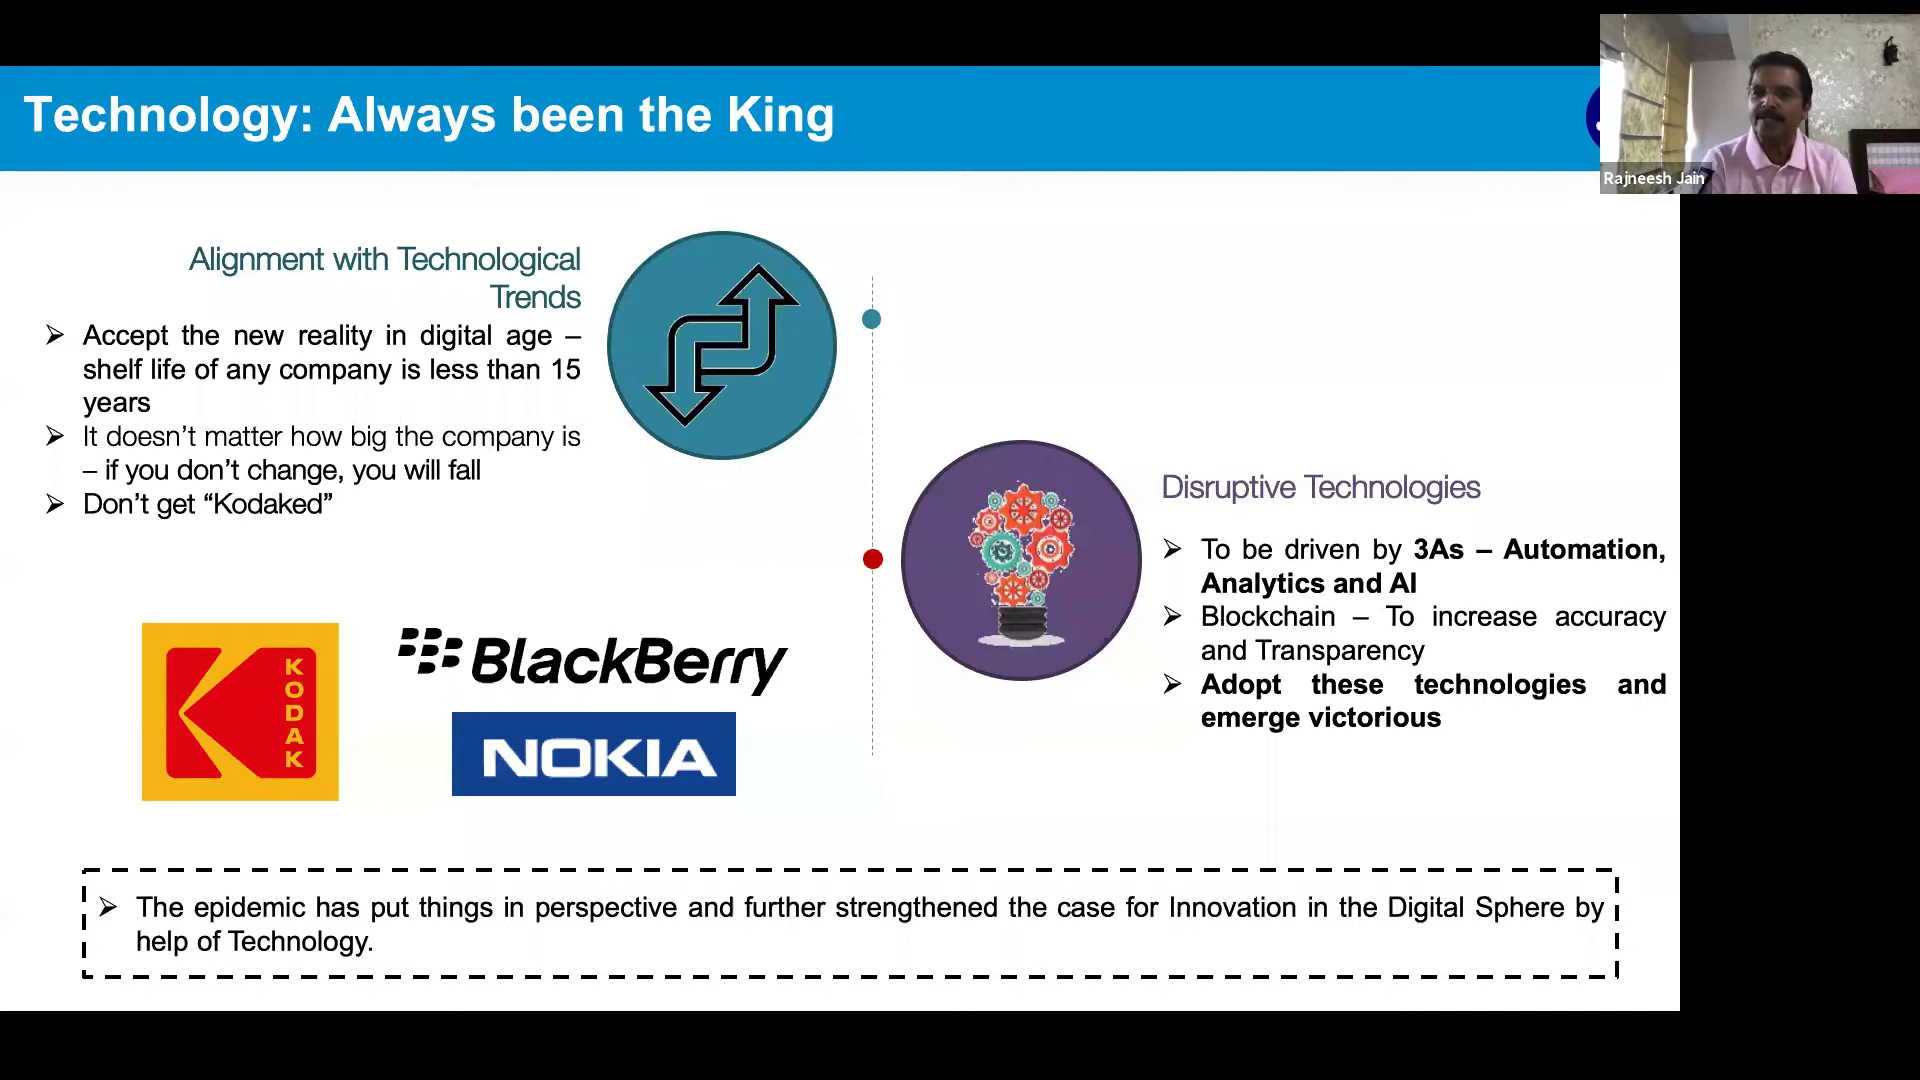 Technology: Always been the King
Rajneesh Jain
Alignment with Technological
Trends
➢ Accept the new reality in digital age –
shelf life of any company is less than 15
years
➢ It doesn’t matter how big the company is
– if you don’t change, you will fall
➢ Don’t get “Kodaked”
KODAK
BlackBerry
NOKIA
Disruptive Technologies
➢ To be driven by 3As – Automation,
Analytics and AI
➢ Blockchain – To increase accuracy
and Transparency
➢ Adopt these technologies and
emerge victorious
➢ The epidemic has put things in perspective and further strengthened the case for Innovation in the Digital Sphere by
help of Technology.